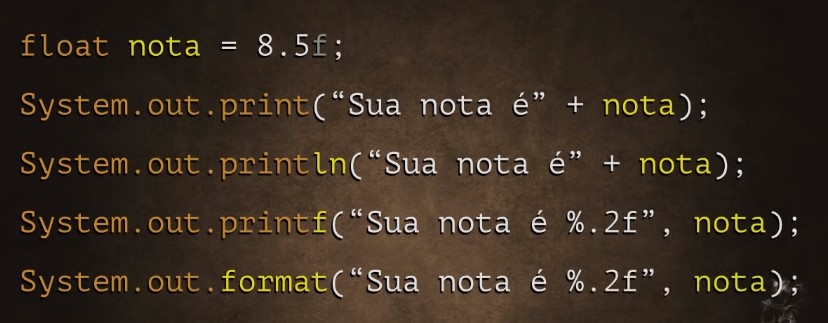 float nota = 8.5f;
System.out.print(“Sua nota é” + nota);
System.out.println(“Sua nota é” + nota);
System.out.printf(“Sua nota é %.2f”, nota);
System.out.format(“Sua nota é %.2f”, nota);